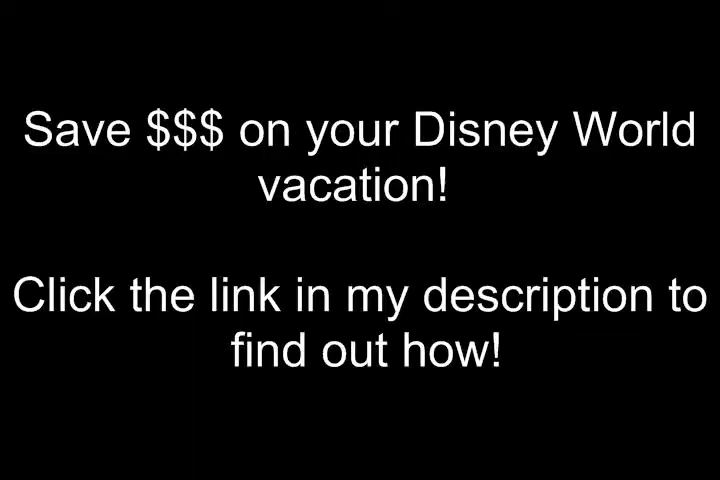 Save $$$ on your Disney World
vacation!
Click the link in my description to
find out how!